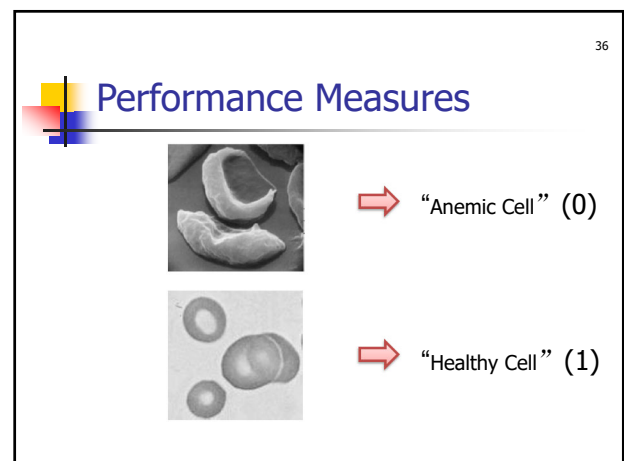 36
Performance Measures
“Anemic Cell” (0)
“Healthy Cell” (1)